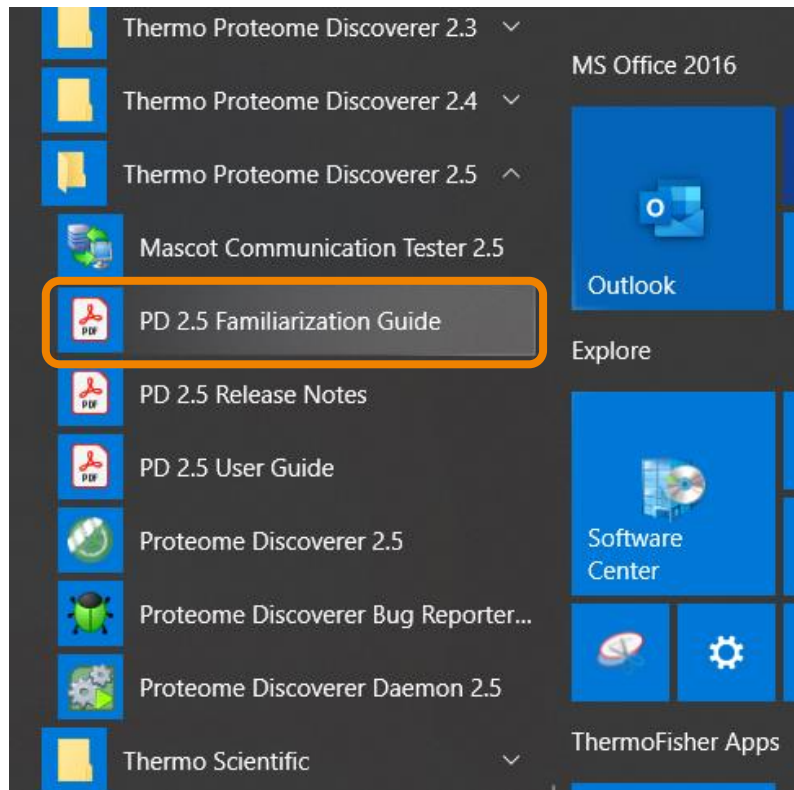 Thermo Proteome Discoverer 2.3
Thermo Proteome Discoverer 2.4
Thermo Proteome Discoverer 2.5
Mascot Communication Tester 2.5
PDF
PD 2.5 Familiarization Guide
PDF
PD 2.5 Release Notes
PDF
PD 2.5 User Guide
Proteome Discoverer 2.5
Proteome Discoverer Bug Reporter...
Proteome Discoverer Daemon 2.5
Thermo Scientific
MS Office 2016
O
Outlook
Explore
Software
Center
ThermoFisher Apps